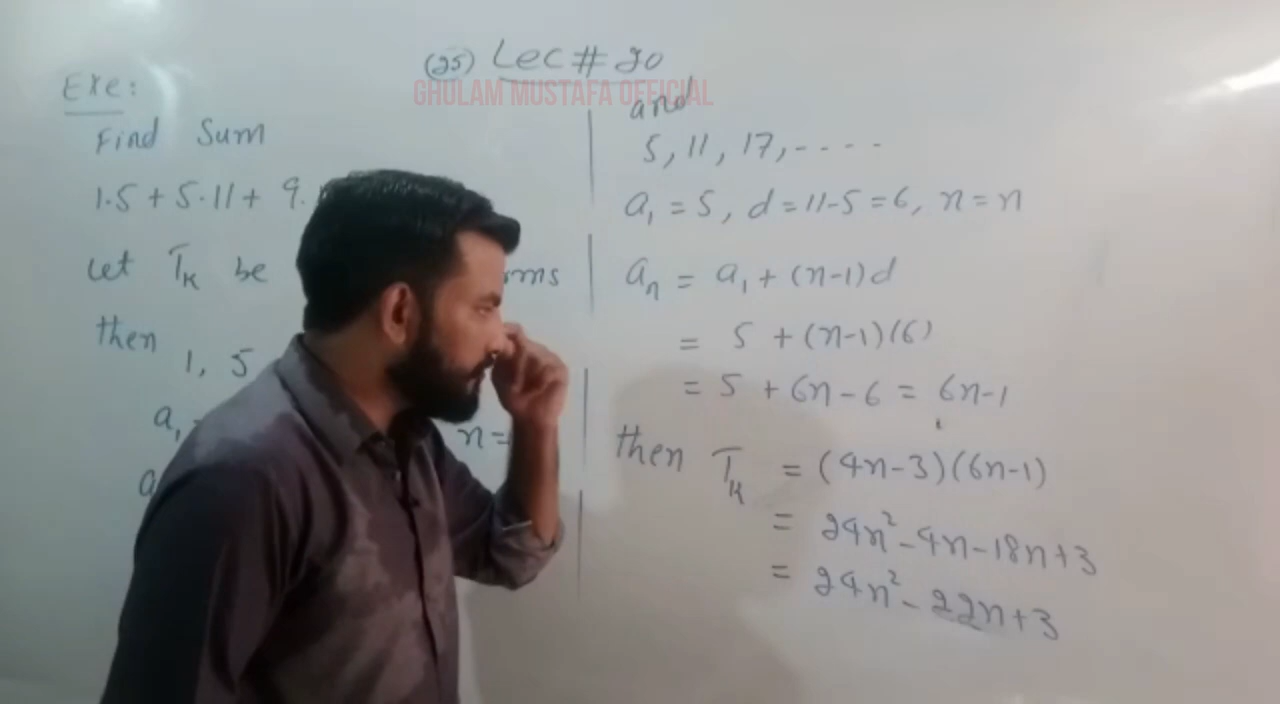 (25) Lec # 20
GHULAM MUSTAFA OFFICIAL
Exe:
Find Sum
1.5 + 5.11 + 9.
Let Tₖ be
then
1, 5
a₁
n =
and
5, 11, 17, ----
a₁ = 5, d = 11-5 = 6, n = n
aₙ = a₁ + (n-1)d
= 5 + (n-1)(6)
= 5 + 6n - 6 = 6n-1
then Tₖ = (4n-3)(6n-1)
= 24n² - 4n - 18n + 3
= 24n² - 22n + 3